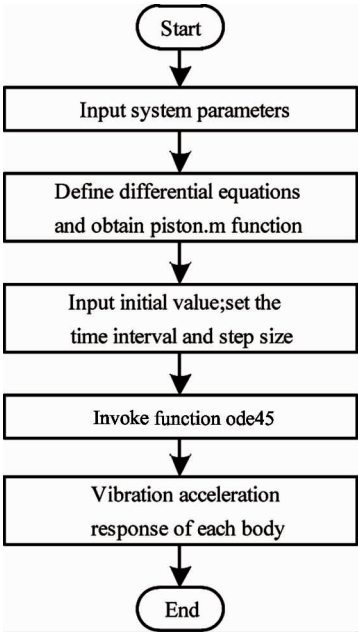 Start
Input system parameters
Define differential equations
and obtain piston.m function
Input initial value;set the
time interval and step size
Invoke function ode45
Vibration acceleration
response of each body
End